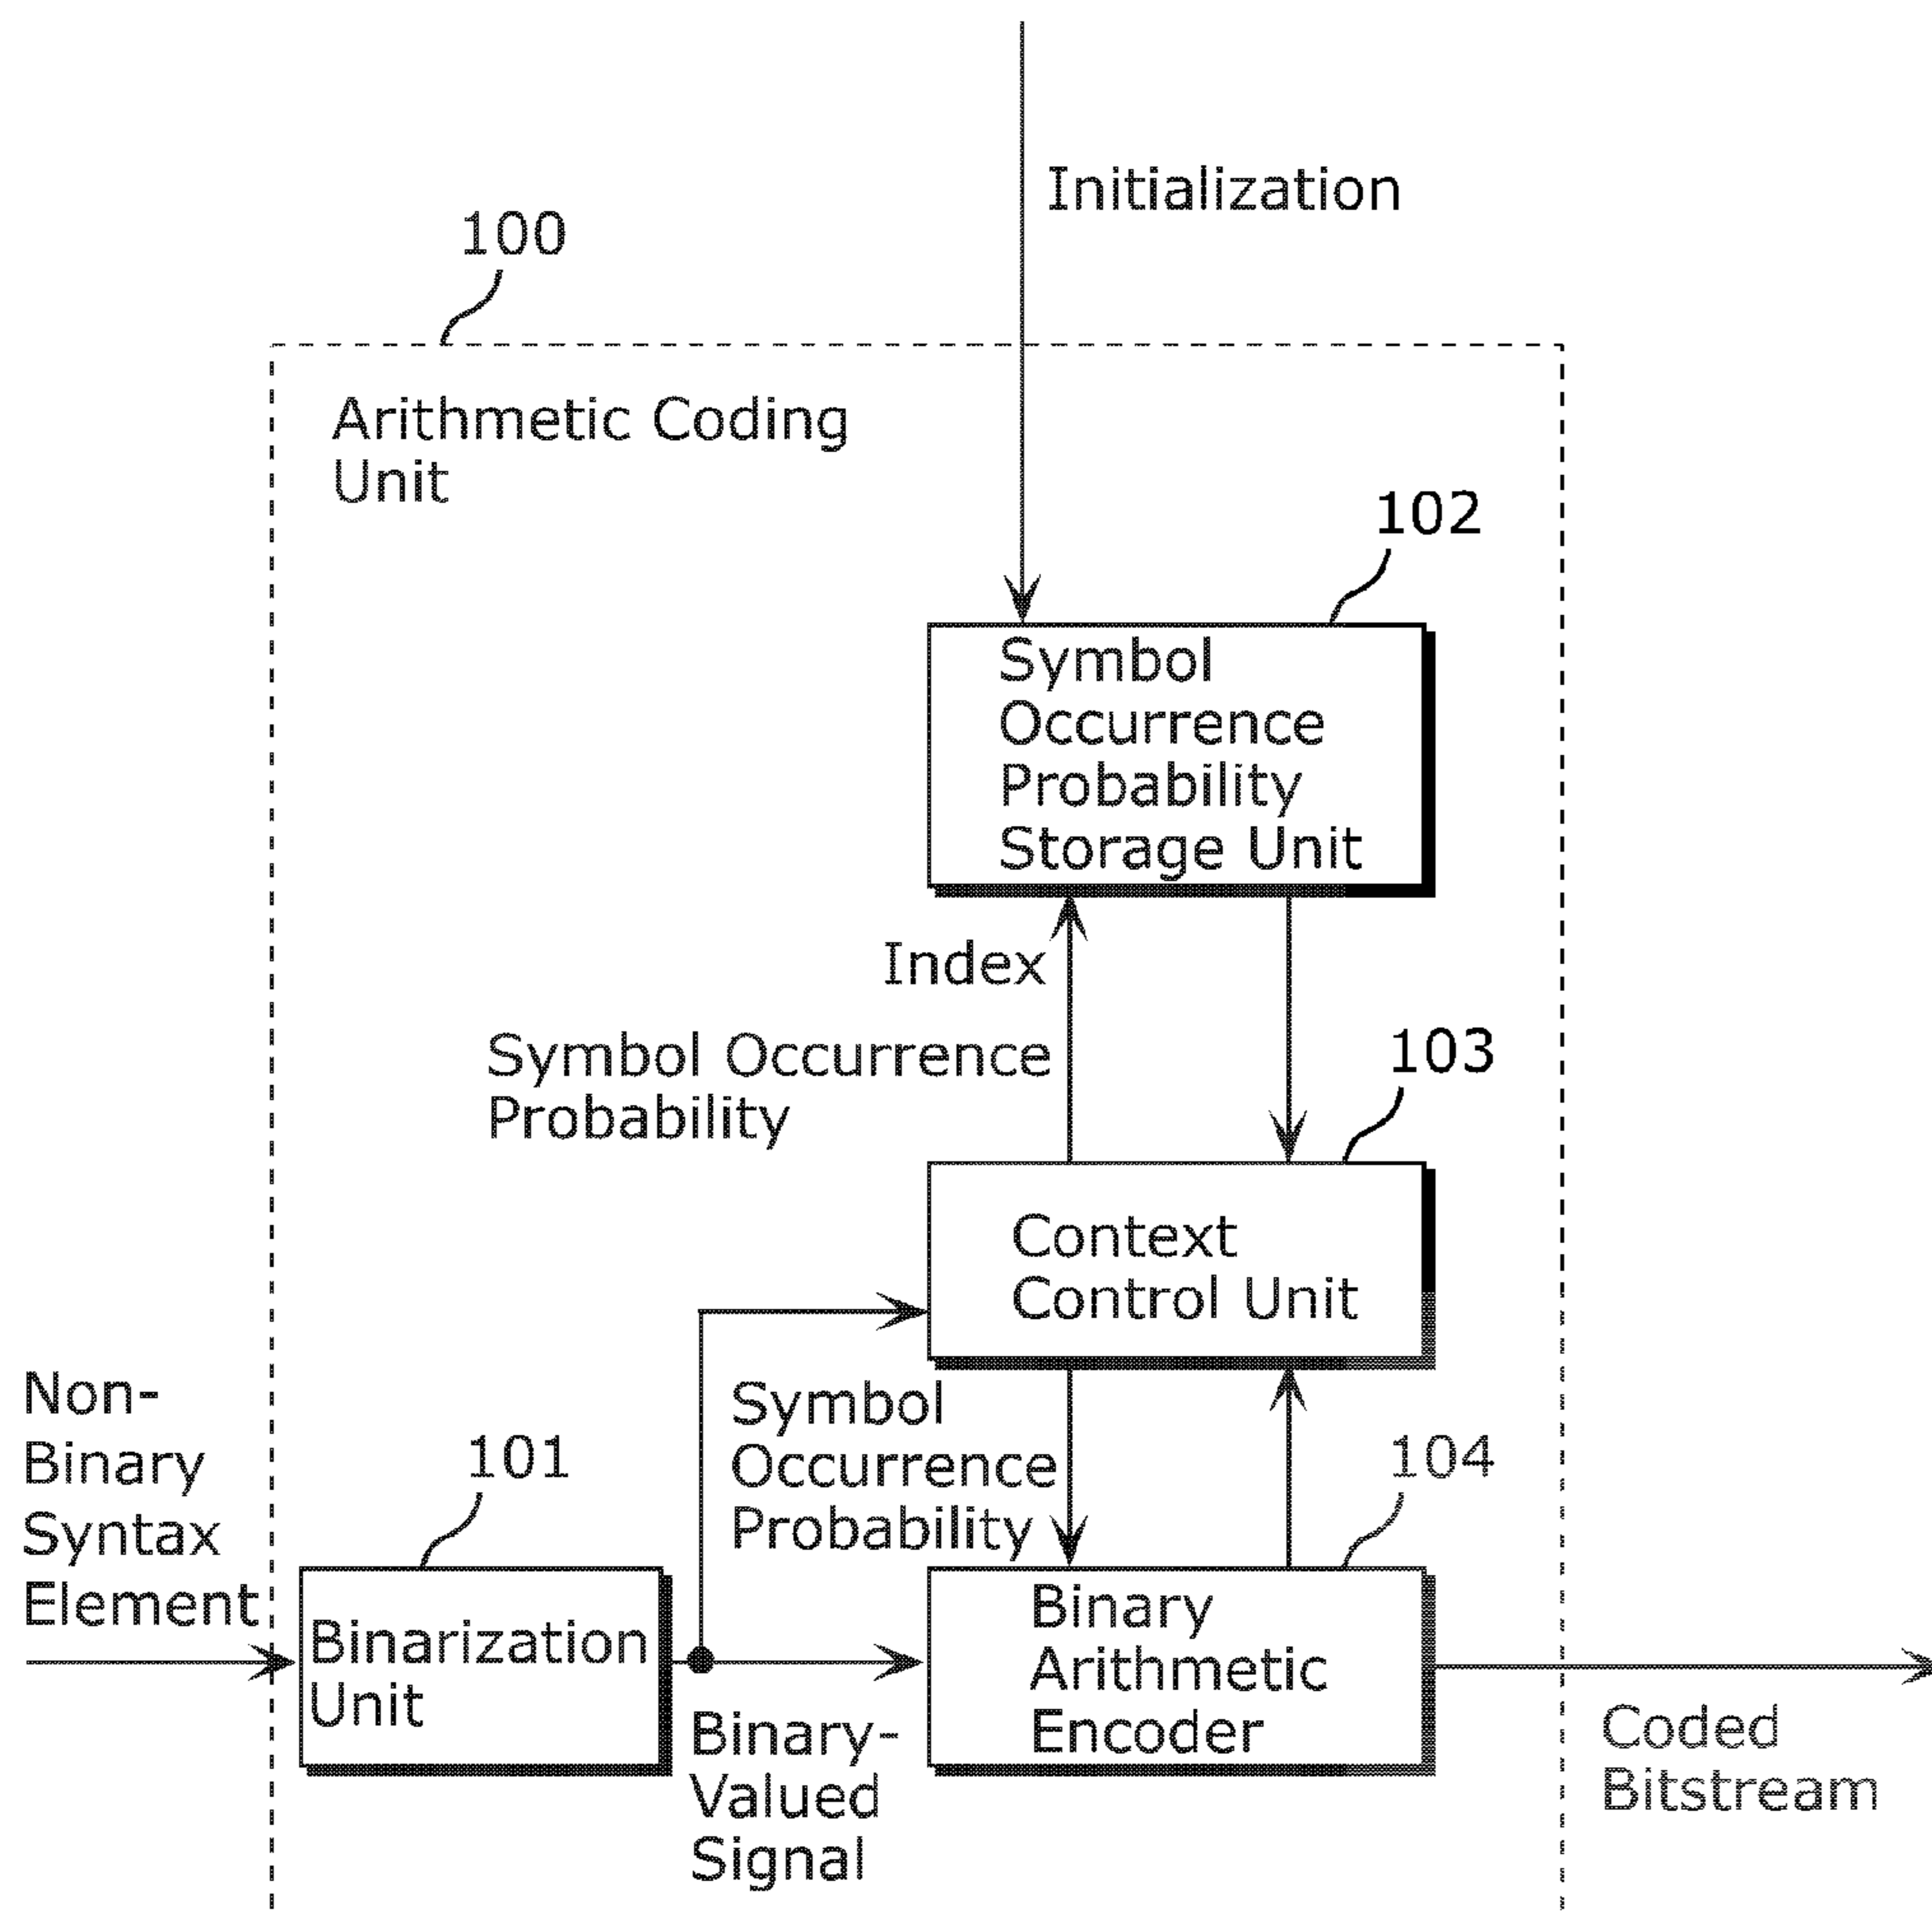 Initialization
100
Arithmetic Coding
Unit
102
Symbol
Occurrence
Probability
Storage Unit
Index
Symbol Occurrence
Probability
103
Context
Control Unit
Non-
Binary
Syntax
Element
101
Symbol
Occurrence
Probability
104
Binarization
Unit
Binary
Arithmetic
Encoder
Binary-
Valued
Signal
Coded
Bitstream